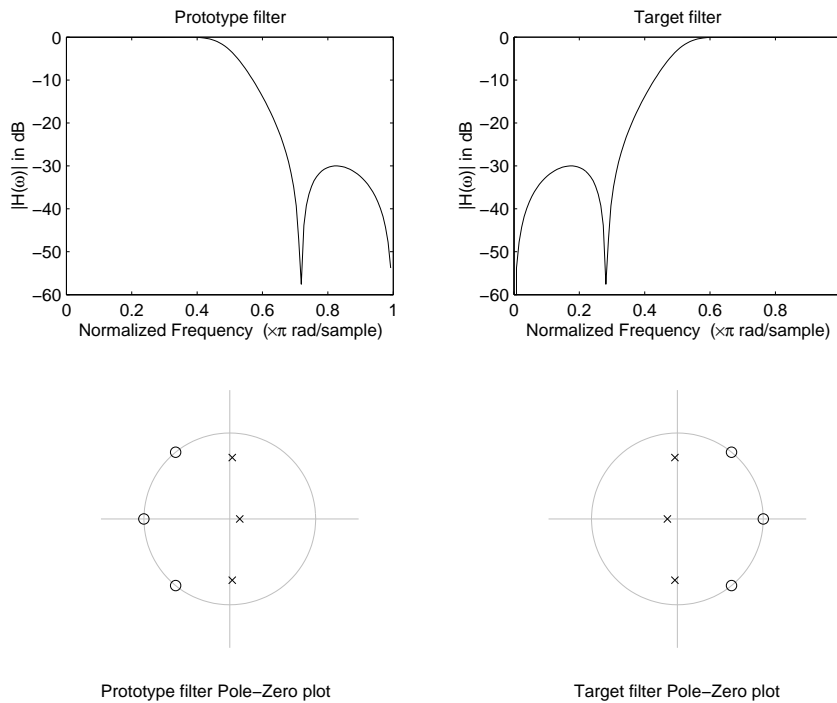 Prototype filter
0
−10
−20
−30
−40
−50
−60
|H(ω)| in dB
0 0.2 0.4 0.6 0.8 1
Normalized Frequency (×π rad/sample)
Target filter
0
−10
−20
−30
−40
−50
−60
|H(ω)| in dB
0 0.2 0.4 0.6 0.8
Normalized Frequency (×π rad/sample)
Prototype filter Pole−Zero plot
Target filter Pole−Zero plot